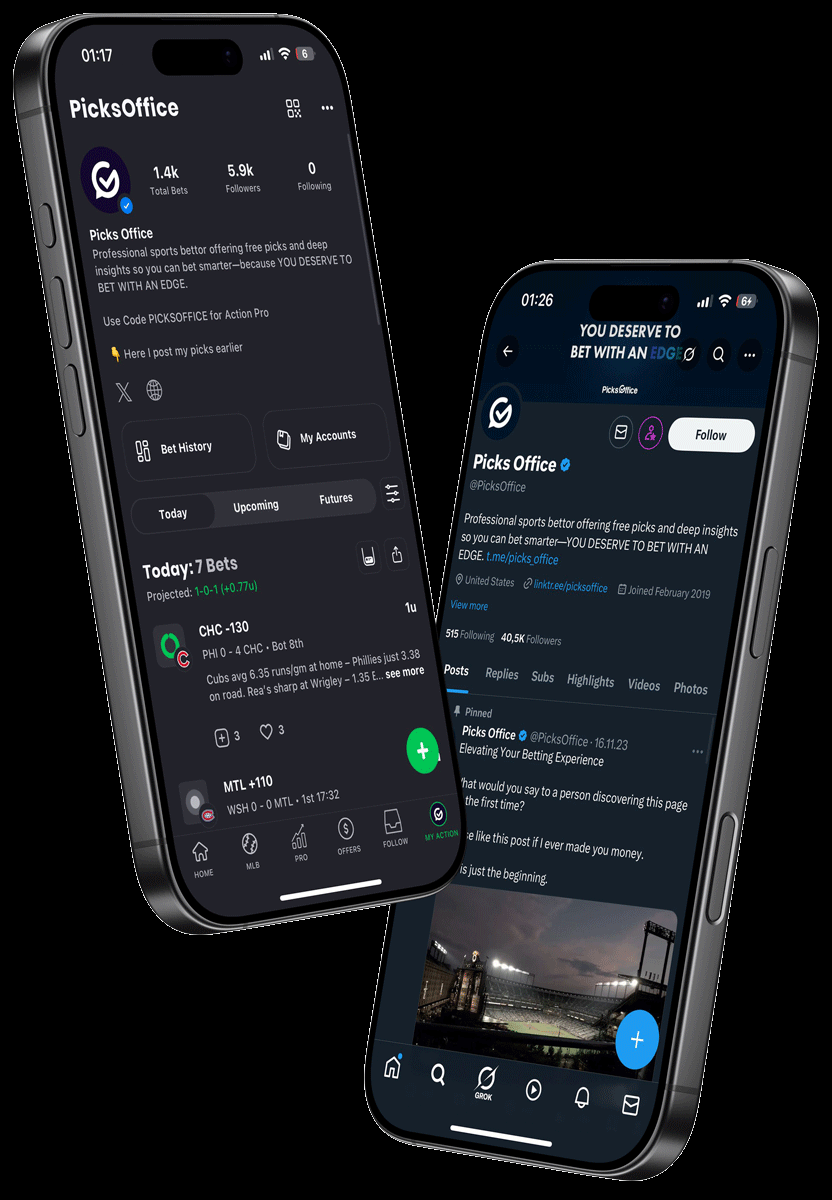 01:17
6
PicksOffice
1.4k
Total Bets
5.9k
Followers
0
Following
Picks Office
Professional sports bettor offering free picks and deep
insights so you can bet smarter—because YOU DESERVE TO
BET WITH AN EDGE.
Use Code PICKSOFFICE for Action Pro
👇 Here I post my picks earlier
Bet History
My Accounts
Today
Upcoming
Futures
Today: 7 Bets
Projected: 1-0-1 (+0.77u)
CHC -130
1u
PHI 0 - 4 CHC • Bot 8th
Cubs avg 6.35 runs/gm at home – Phillies just 3.38
on road. Rea's sharp at Wrigley – 1.35 E... see more
3
3
MTL +110
WSH 0 - 0 MTL • 1st 17:32
HOME
MLB
PRO
OFFERS
FOLLOW
MY ACTION
01:26
6
YOU DESERVE TO
BET WITH AN EDGE
PicksOffice
Follow
Picks Office
@PicksOffice
Professional sports bettor offering free picks and deep insights
so you can bet smarter—YOU DESERVE TO BET WITH AN
EDGE. t.me/picks_office
United States
linktr.ee/picksoffice
Joined February 2019
View more
515 Following
40,5K Followers
Posts
Replies
Subs
Highlights
Videos
Photos
Pinned
Picks Office @PicksOffice · 16.11.23
Elevating Your Betting Experience
hat would you say to a person discovering this page
the first time?
se like this post if I ever made you money.
is just the beginning.
GROK